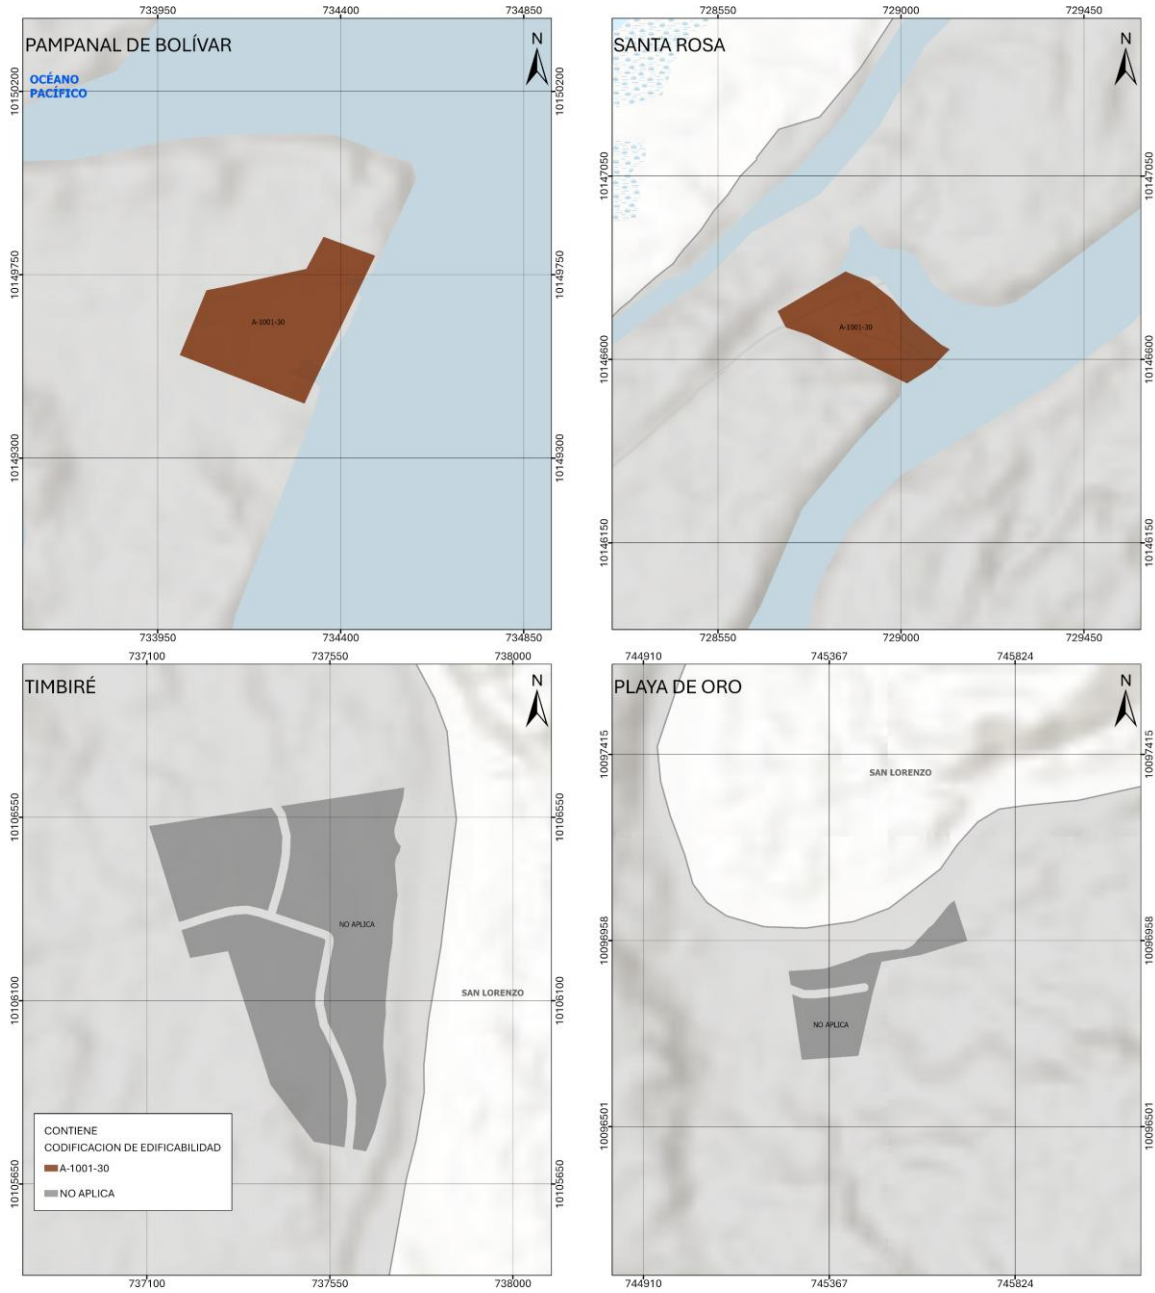 733950
734400
734850
PAMPANAL DE BOLÍVAR
N
OCÉANO
PACÍFICO
10150200
10150200
10149750
10149750
A-1001-30
10149300
10149300
733950
734400
734850
728550
729000
729450
SANTA ROSA
N
10147050
10147050
A-1001-30
10146600
10146600
10146150
10146150
728550
729000
729450
737100
737550
738000
TIMBIRÉ
N
10106550
10106550
NO APLICA
SAN LORENZO
10106100
10106100
CONTIENE
CODIFICACION DE EDIFICABILIDAD
A-1001-30
NO APLICA
10105650
10105650
737100
737550
738000
744910
745367
745824
PLAYA DE ORO
N
10097415
10097415
SAN LORENZO
10096958
10096958
NO APLICA
10096501
10096501
744910
745367
745824